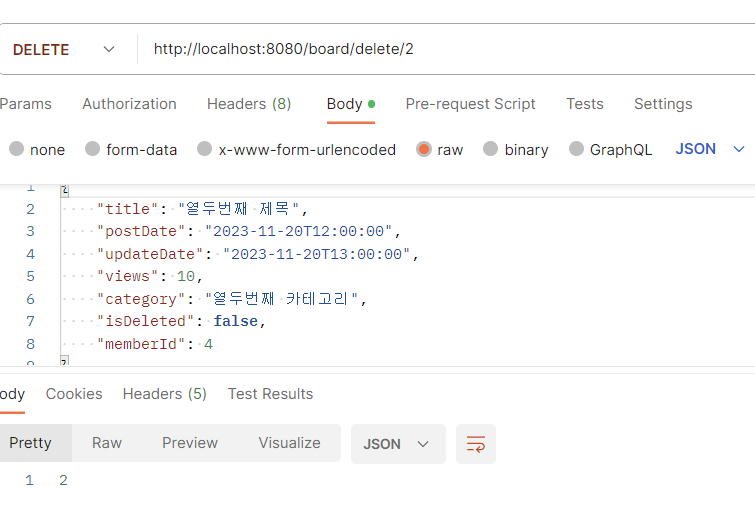 DELETE http://localhost:8080/board/delete/2
Params Authorization Headers (8) Body Pre-request Script Tests Settings
none form-data x-www-form-urlencoded raw binary GraphQL JSON
1 {
2 "title": "열두번째 제목",
3 "postDate": "2023-11-20T12:00:00",
4 "updateDate": "2023-11-20T13:00:00",
5 "views": 10,
6 "category": "열두번째 카테고리",
7 "isDeleted": false,
8 "memberId": 4
9 }
ody Cookies Headers (5) Test Results
Pretty Raw Preview Visualize JSON
1 2